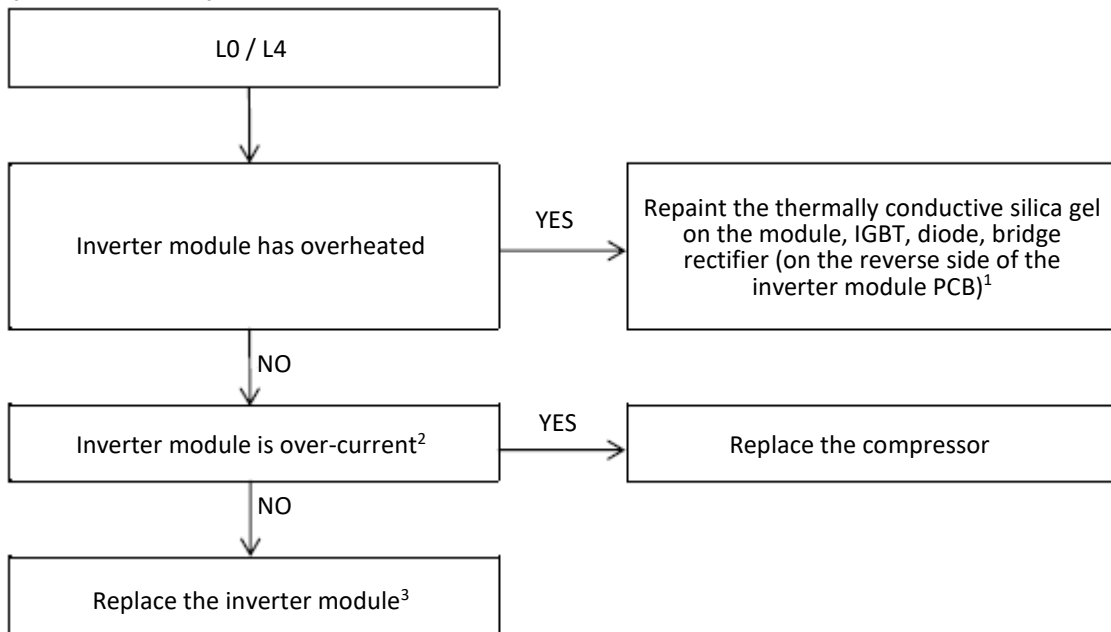 L0 / L4
Inverter module has overheated
YES
Repaint the thermally conductive silica gel
on the module, IGBT, diode, bridge
rectifier (on the reverse side of the
inverter module PCB)1
NO
Inverter module is over-current2
YES
Replace the compressor
NO
Replace the inverter module3